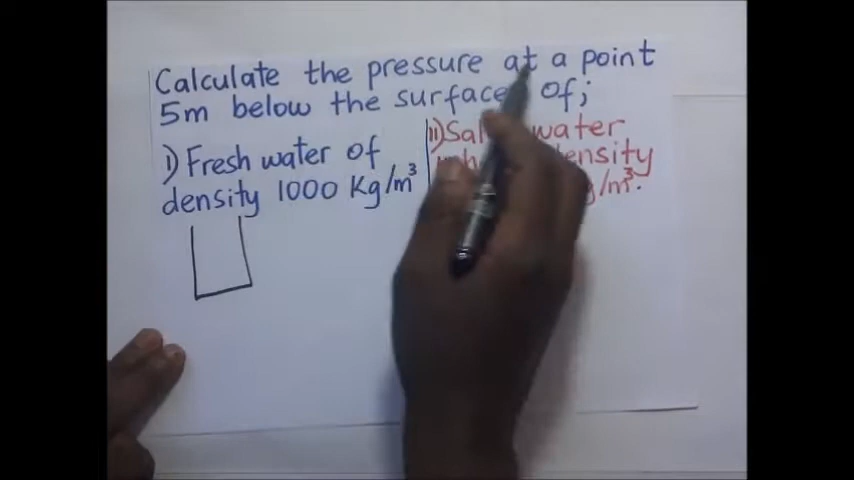 Calculate the pressure at a point
5m below the surface of;
i) Fresh water of
density 1000 Kg/m³
ii) Sal water
density
g/m³.